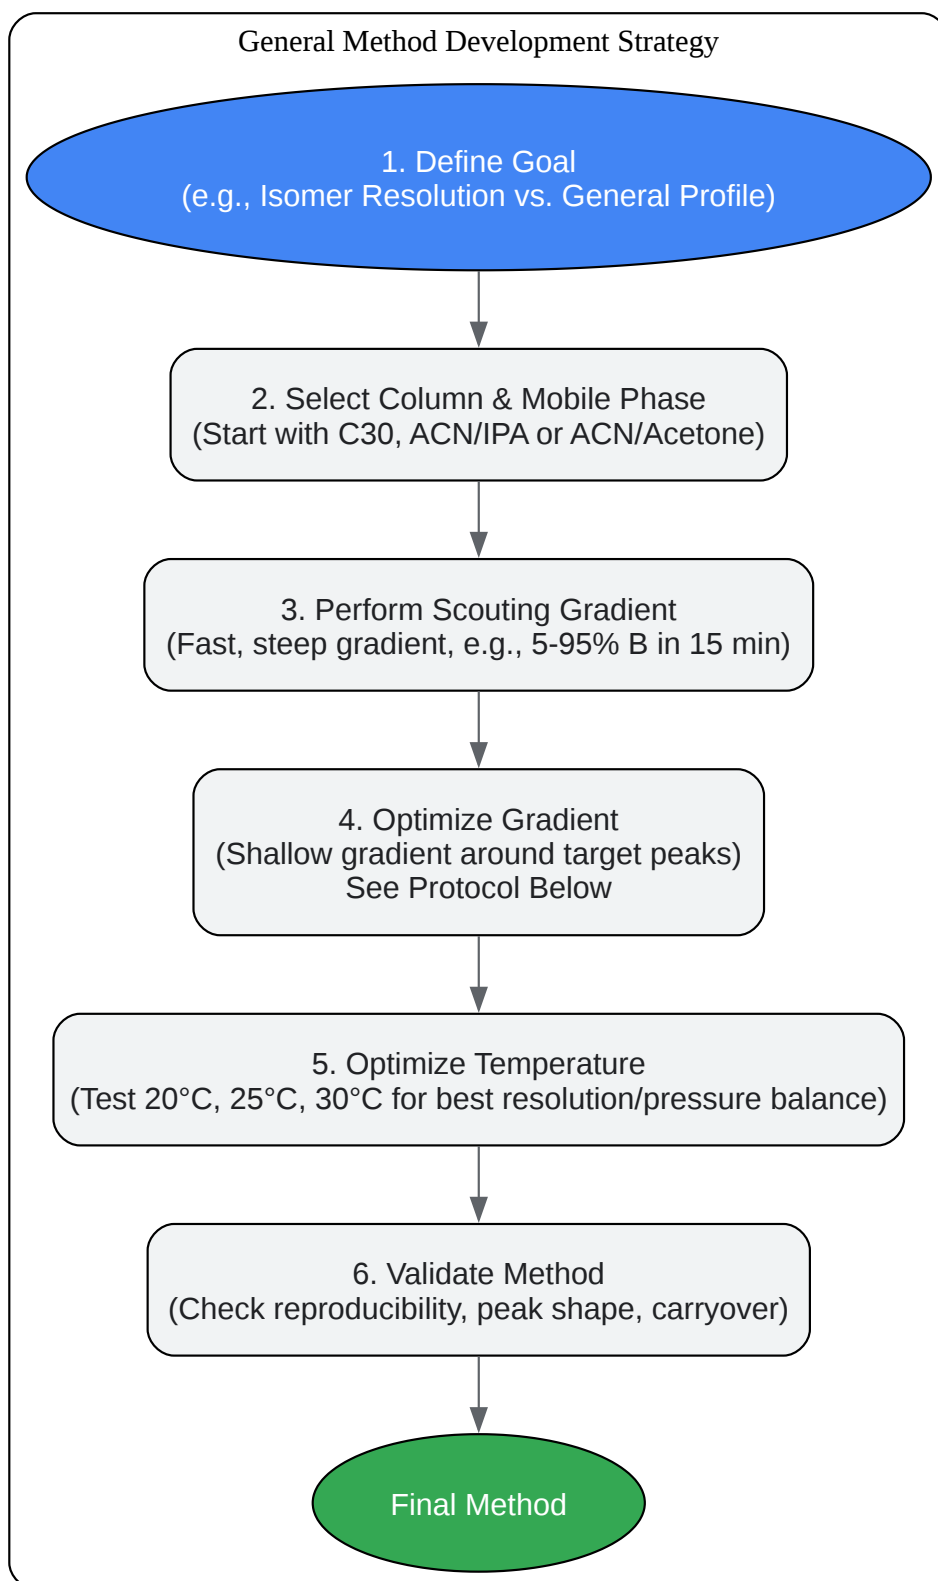 General Method Development Strategy
1. Define Goal
(e.g., Isomer Resolution vs. General Profile)
2. Select Column & Mobile Phase
(Start with C30, ACN/IPA or ACN/Acetone)
3. Perform Scouting Gradient
(Fast, steep gradient, e.g., 5-95% B in 15 min)
4. Optimize Gradient
(Shallow gradient around target peaks)
See Protocol Below
5. Optimize Temperature
(Test 20°C, 25°C, 30°C for best resolution/pressure balance)
6. Validate Method
(Check reproducibility, peak shape, carryover)
Final Method